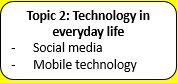 Topic 2: Technology in
everyday life
- Social media
- Mobile technology